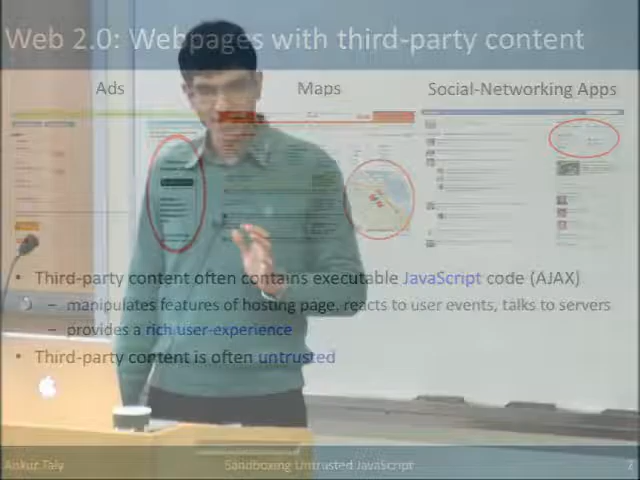 Web 2.0: Webpages with third-party content
Ads
Maps
Social-Networking Apps
• Third-party content often contains executable JavaScript code (AJAX)
– manipulates features of hosting page, reacts to user events, talks to servers
– provides a rich user-experience
• Third-party content is often untrusted
Ankur Taly
Sandboxing Untrusted JavaScript
2